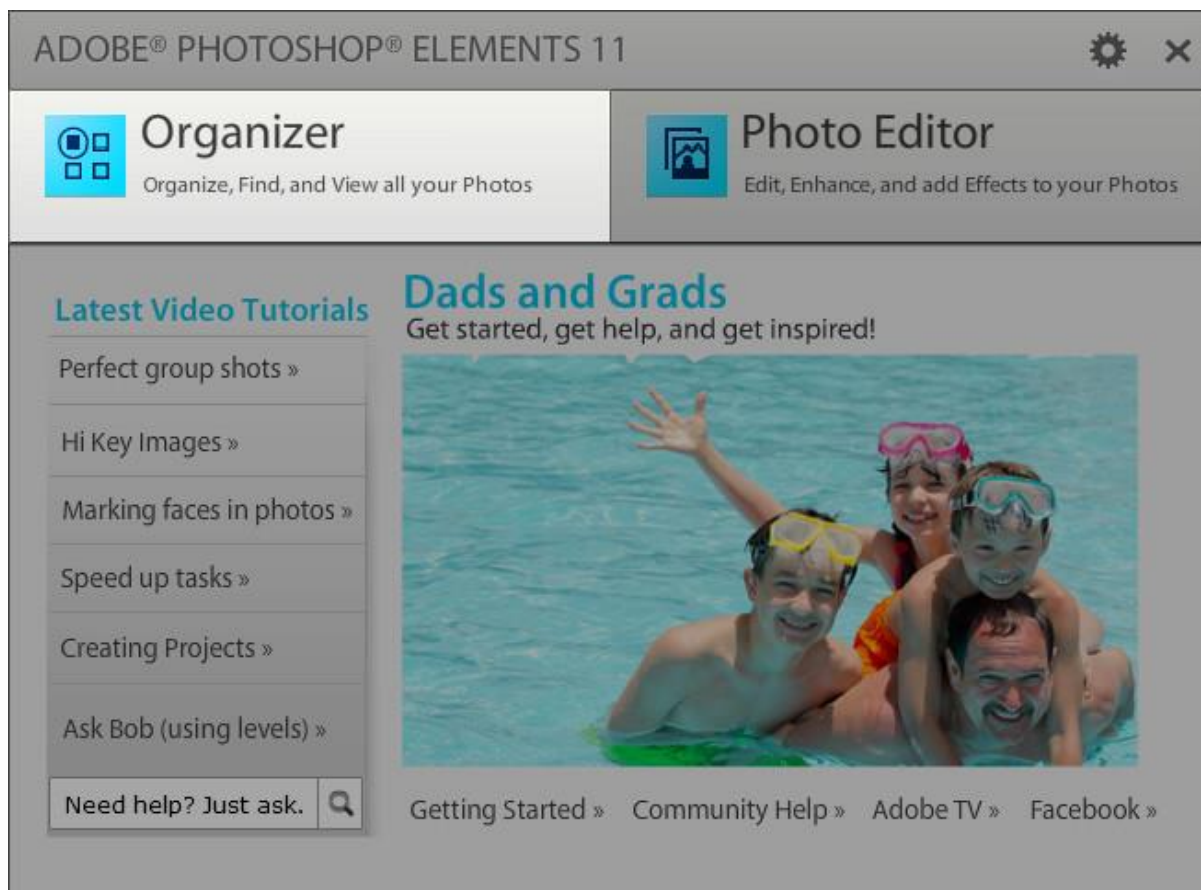 ADOBE® PHOTOSHOP® ELEMENTS 11
Organizer
Organize, Find, and View all your Photos
Photo Editor
Edit, Enhance, and add Effects to your Photos
Latest Video Tutorials
Perfect group shots »
Hi Key Images »
Marking faces in photos »
Speed up tasks »
Creating Projects »
Ask Bob (using levels) »
Need help? Just ask.
Dads and Grads
Get started, get help, and get inspired!
Getting Started » Community Help » Adobe TV » Facebook »